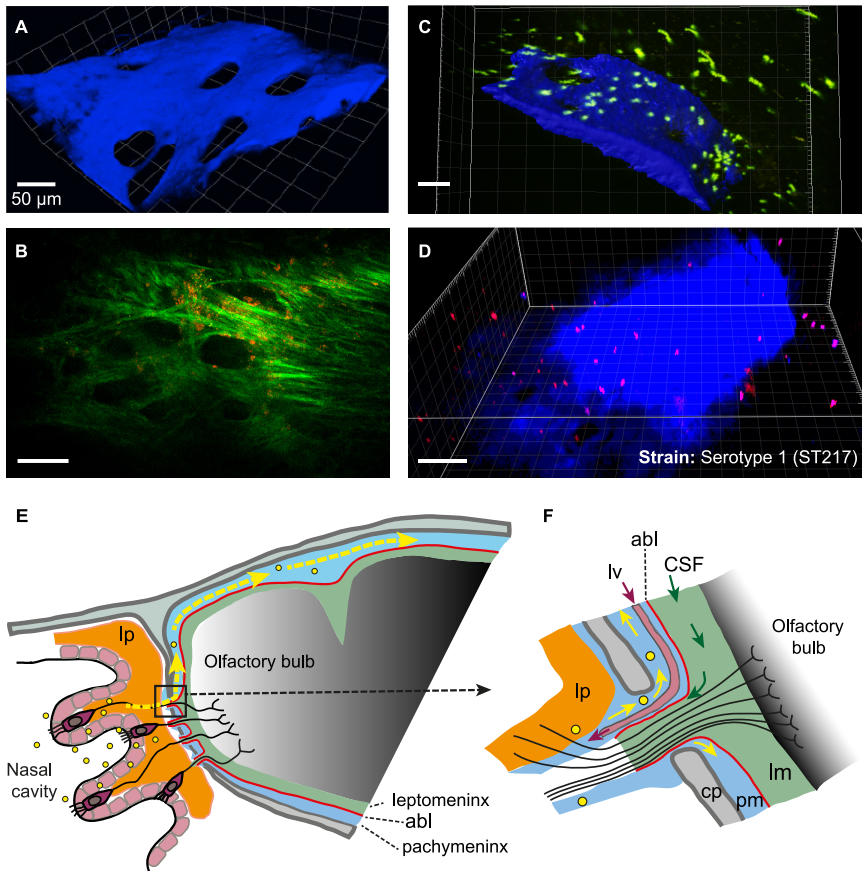 A
50 µm
C
B
D
Strain: Serotype 1 (ST217)
E
lp
Olfactory bulb
Nasal
cavity
leptomeninx
abl
pachymeninx
F
abl
lv
CSF
Olfactory
bulb
lp
lm
cp
pm